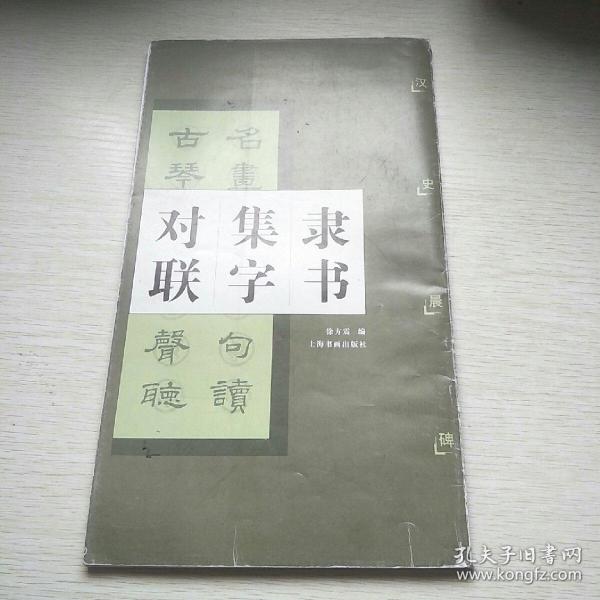 隶书
集字
对联
汉史晨碑
名畫
句讀
古琴
聲聴
徐方震 编
上海书画出版社
孔夫子旧书网
www.kongfz.com